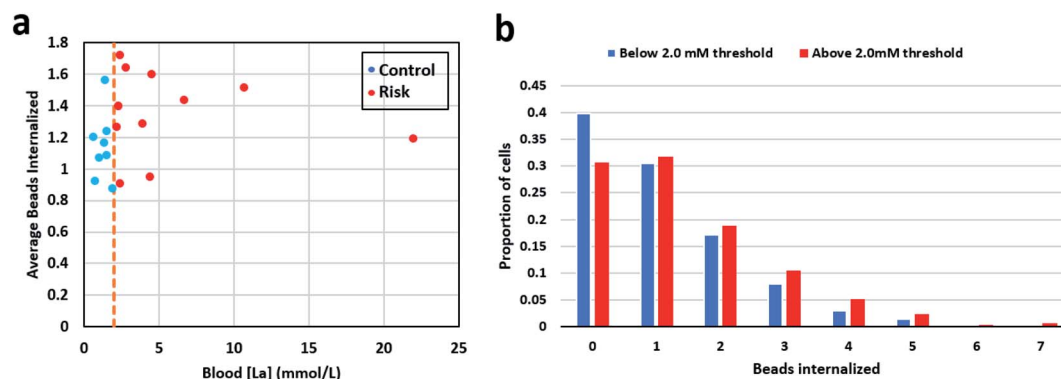 a
1.8
1.6
1.4
1.2
1
0.8
0.6
0.4
0.2
0
Average Beads Internalized
Control
Risk
0 5 10 15 20 25
Blood [La] (mmol/L)
b
Below 2.0 mM threshold Above 2.0mM threshold
0.45
0.4
0.35
0.3
0.25
0.2
0.15
0.1
0.05
0
Proportion of cells
0 1 2 3 4 5 6 7
Beads internalized